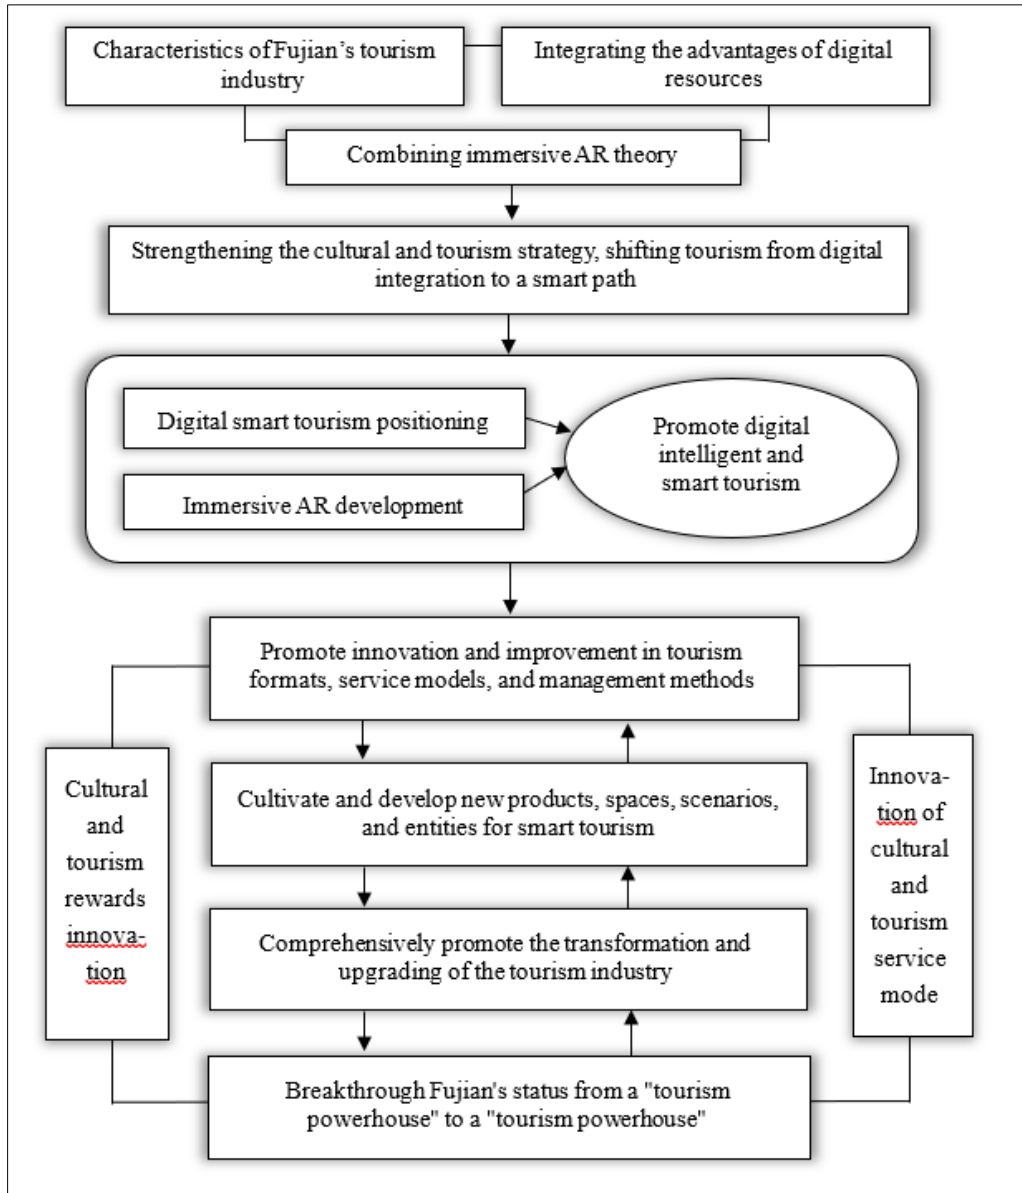 Characteristics of Fujian’s tourism
industry
Integrating the advantages of digital
resources
Combining immersive AR theory
Strengthening the cultural and tourism strategy, shifting tourism from digital
integration to a smart path
Digital smart tourism positioning
Immersive AR development
Promote digital
intelligent and
smart tourism
Promote innovation and improvement in tourism
formats, service models, and management methods
Cultural
and
tourism
rewards
innova-
tion
Cultivate and develop new products, spaces, scenarios,
and entities for smart tourism
Comprehensively promote the transformation and
upgrading of the tourism industry
Breakthrough Fujian's status from a "tourism
powerhouse" to a "tourism powerhouse"
Innova-
tion of
cultural
and
tourism
service
mode